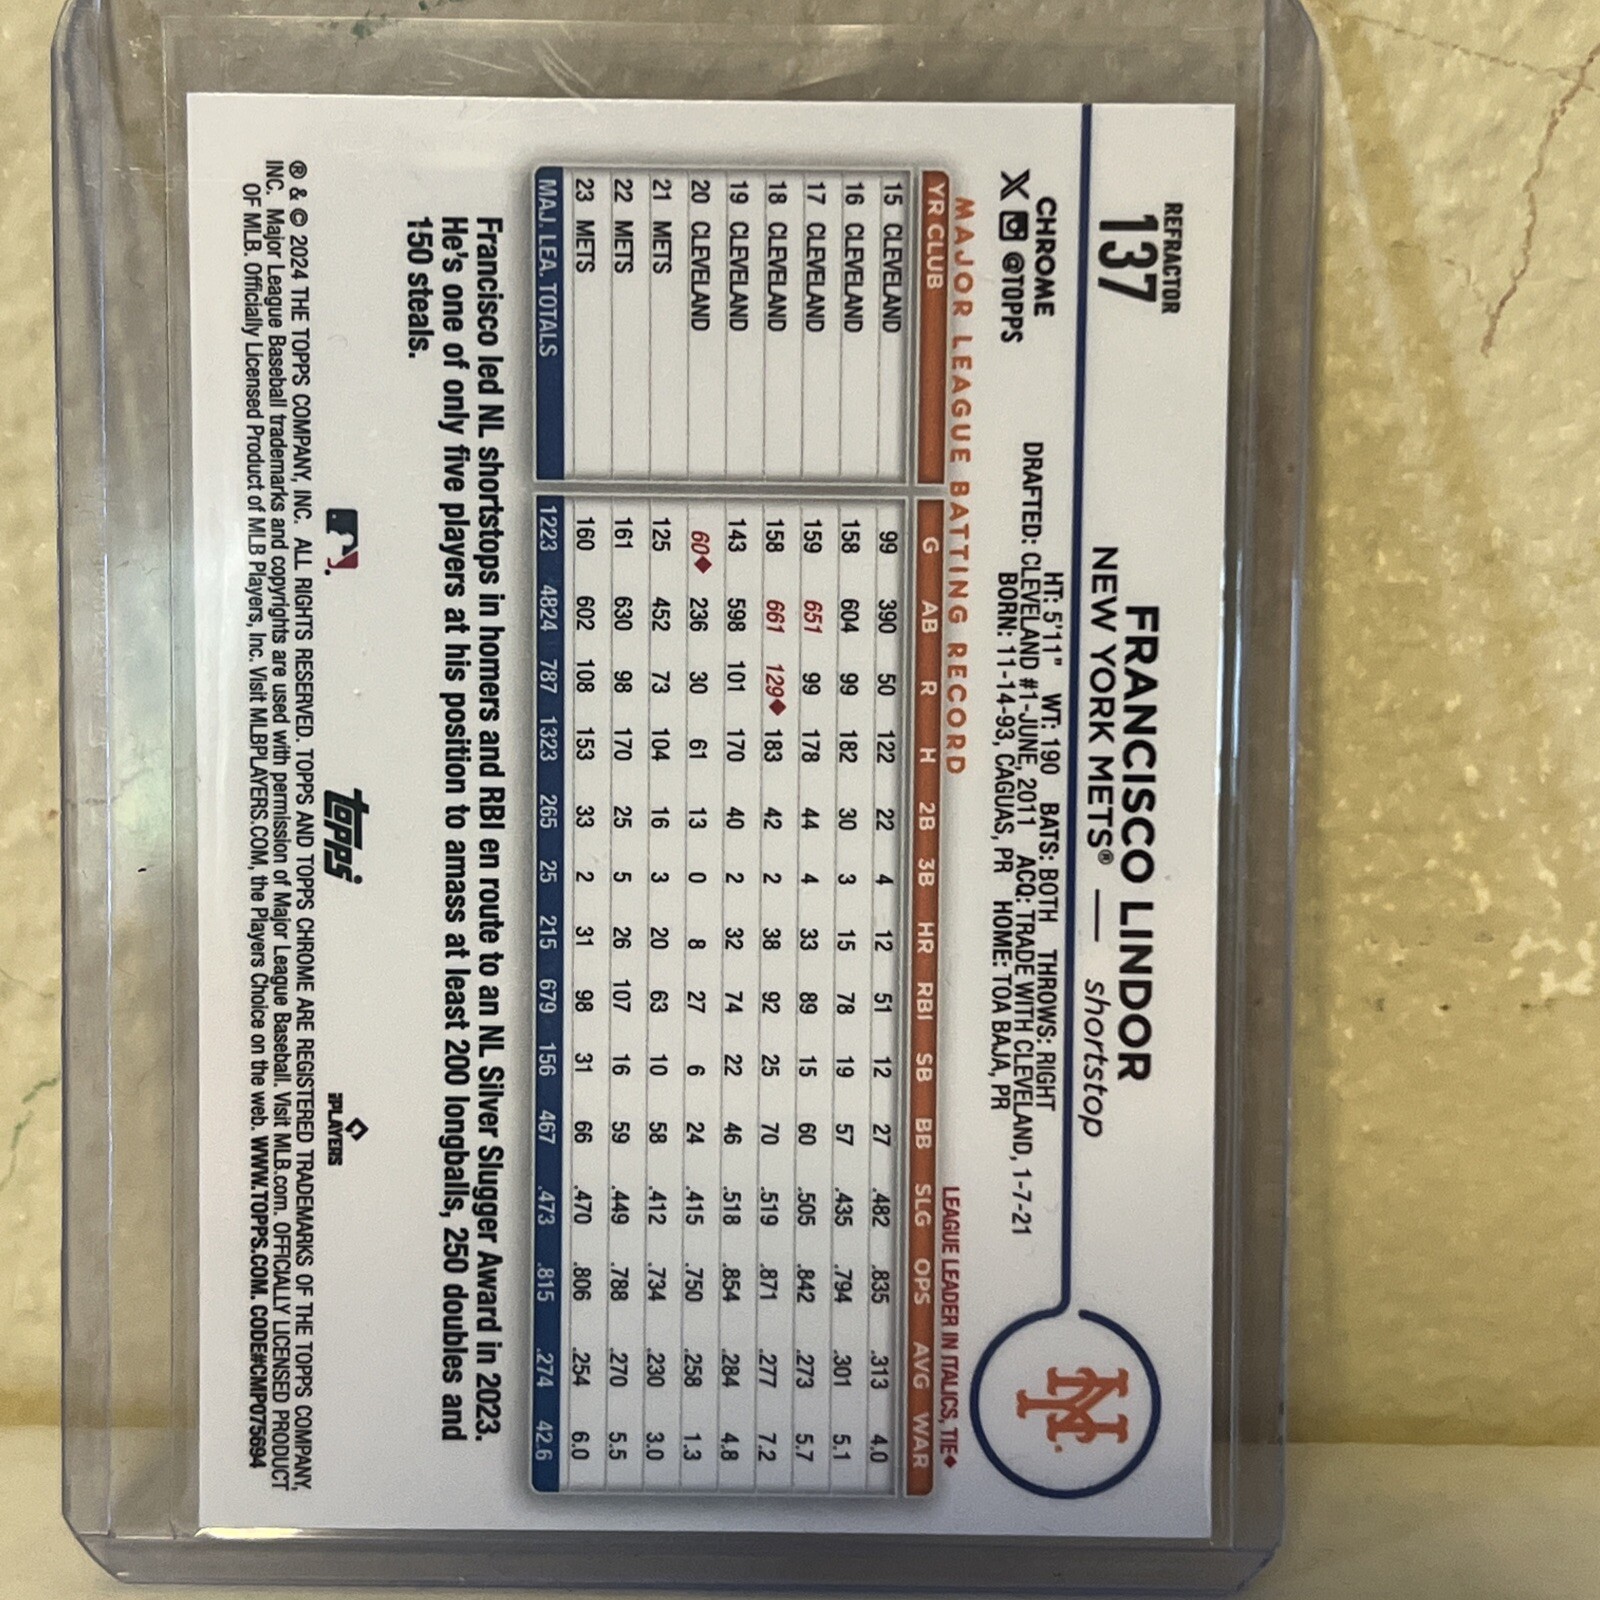 REFRACTOR
137
FRANCISCO LINDOR
NEW YORK METS® — shortstop
CHROME
X @TOPPS
HT: 5'11" WT: 190 BATS: BOTH THROWS: RIGHT
DRAFTED: CLEVELAND #1-JUNE, 2011 ACQ: TRADE WITH CLEVELAND, 1-7-21
BORN: 11-14-93, CAGUAS, PR HOME: TOA BAJA, PR
NY
MAJOR LEAGUE BATTING RECORD
LEAGUE LEADER IN ITALICS, TIE◆
YR CLUB G AB R H 2B 3B HR RBI SB BB SLG OPS AVG WAR
15 CLEVELAND 99 390 50 122 22 4 12 51 12 27 .482 .835 .313 4.0
16 CLEVELAND 158 604 99 182 30 3 15 78 19 57 .435 .794 .301 5.1
17 CLEVELAND 159 651 99 178 44 4 33 89 15 60 .505 .842 .273 5.7
18 CLEVELAND 158 661 129◆ 183 42 2 38 92 25 70 .519 .871 .277 7.2
19 CLEVELAND 143 598 101 170 40 2 32 74 22 46 .518 .854 .284 4.8
20 CLEVELAND 60◆ 236 30 61 13 0 8 27 6 24 .415 .750 .258 1.3
21 METS 125 452 73 104 16 3 20 63 10 58 .412 .734 .230 3.0
22 METS 161 630 98 170 25 5 26 107 16 59 .449 .788 .270 5.5
23 METS 160 602 108 153 33 2 31 98 31 66 .470 .806 .254 6.0
MAJ. LEA. TOTALS 1223 4824 787 1323 265 25 215 679 156 467 .473 .815 .274 42.6
Francisco led NL shortstops in homers and RBI en route to an NL Silver Slugger Award in 2023.
He's one of only five players at his position to amass at least 200 longballs, 250 doubles and
150 steals.
topps
PLAYERS
® & © 2024 THE TOPPS COMPANY, INC. ALL RIGHTS RESERVED. TOPPS AND TOPPS CHROME ARE REGISTERED TRADEMARKS OF THE TOPPS COMPANY,
INC. Major League Baseball trademarks and copyrights are used with permission of Major League Baseball. Visit MLB.com. OFFICIALLY LICENSED PRODUCT
OF MLB. Officially Licensed Product of MLB Players, Inc. Visit MLBPLAYERS.COM, the Players Choice on the web. WWW.TOPPS.COM. CODE#CMP075694